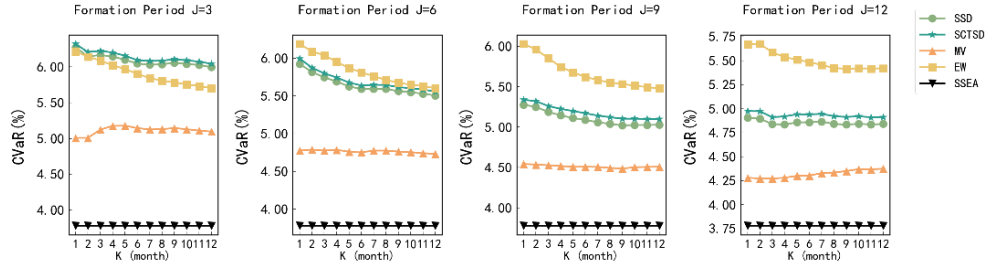 Formation Period J=3
CVaR(%)
6.00
5.50
5.00
4.50
4.00
1 2 3 4 5 6 7 8 9 10 11 12
K (month)
Formation Period J=6
CVaR(%)
6.00
5.50
5.00
4.50
4.00
1 2 3 4 5 6 7 8 9 10 11 12
K (month)
Formation Period J=9
CVaR(%)
6.00
5.50
5.00
4.50
4.00
1 2 3 4 5 6 7 8 9 10 11 12
K (month)
Formation Period J=12
CVaR(%)
5.75
5.50
5.25
5.00
4.75
4.50
4.25
4.00
3.75
1 2 3 4 5 6 7 8 9 10 11 12
K (month)
SSD
SCTSD
MV
EW
SSEA